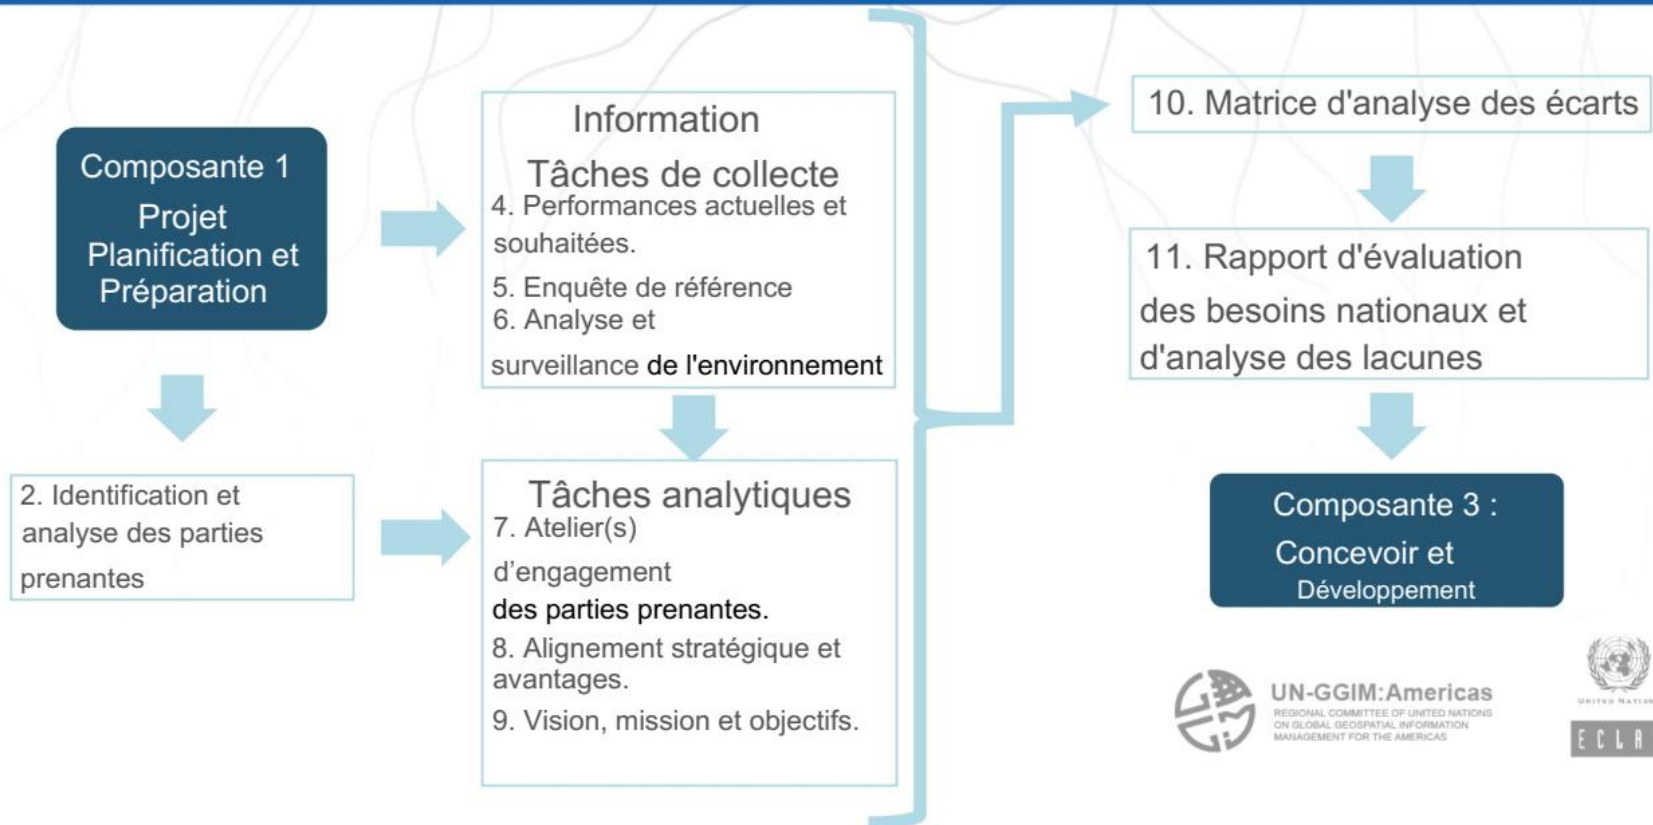 Composante 1
Projet
Planification et
Préparation
2. Identification et
analyse des parties
prenantes
Information
Tâches de collecte
4. Performances actuelles et
souhaitées.
5. Enquête de référence
6. Analyse et
surveillance de l'environnement
Tâches analytiques
7. Atelier(s)
d’engagement
des parties prenantes.
8. Alignement stratégique et
avantages.
9. Vision, mission et objectifs.
10. Matrice d'analyse des écarts
11. Rapport d'évaluation
des besoins nationaux et
d'analyse des lacunes
Composante 3 :
Concevoir et
Développement
UN-GGIM:Americas
REGIONAL COMMITTEE OF UNITED NATIONS
ON GLOBAL GEOSPATIAL INFORMATION
MANAGEMENT FOR THE AMERICAS
UNITED NATION
ECLA